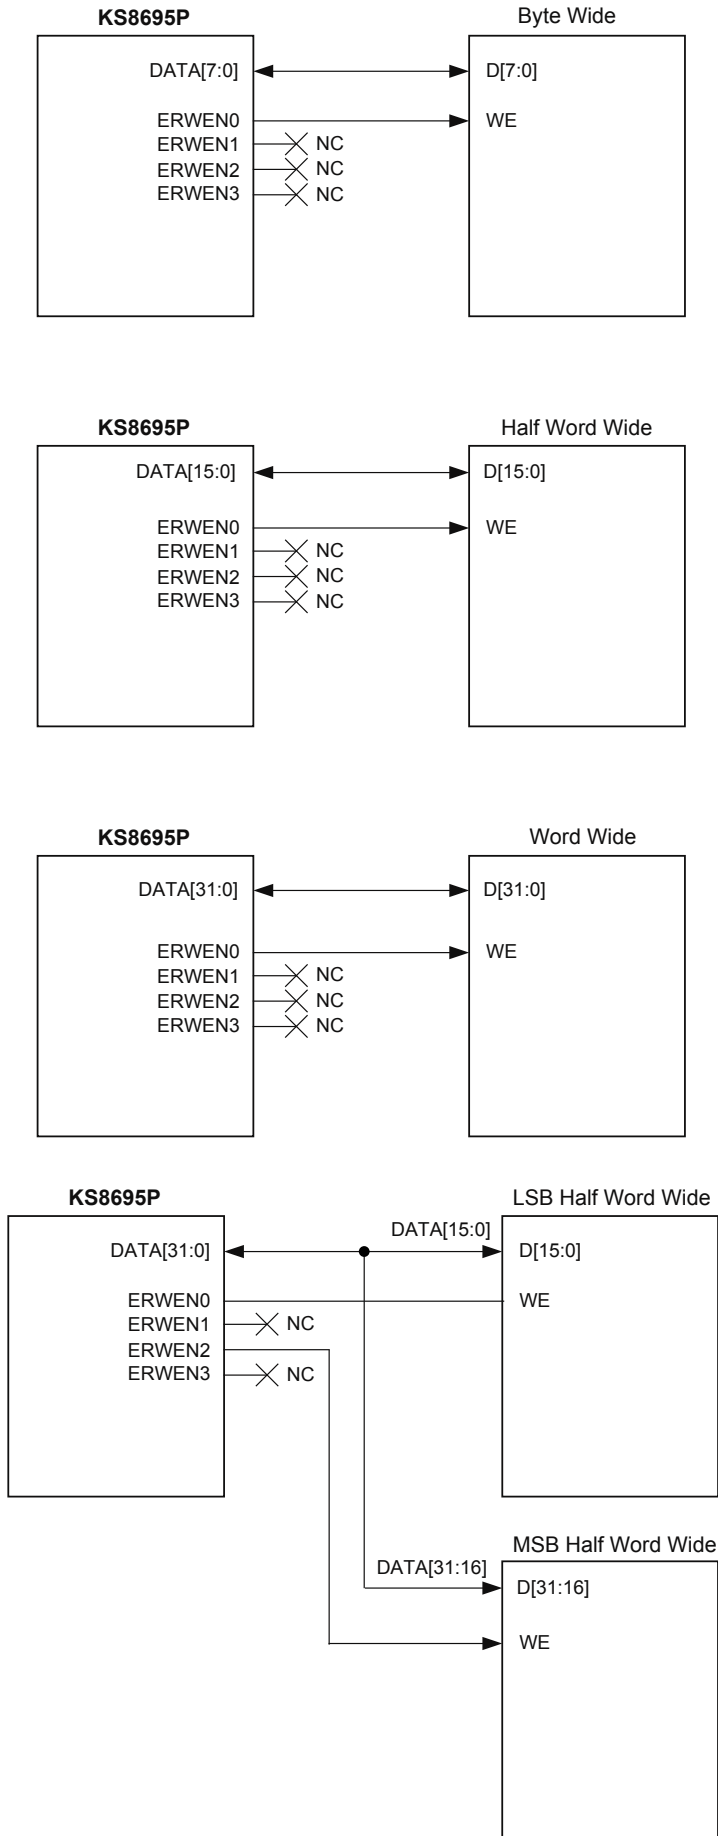 KS8695P Byte Wide
DATA[7:0] D[7:0]
ERWEN0 WE
ERWEN1 NC
ERWEN2 NC
ERWEN3 NC
KS8695P Half Word Wide
DATA[15:0] D[15:0]
ERWEN0 WE
ERWEN1 NC
ERWEN2 NC
ERWEN3 NC
KS8695P Word Wide
DATA[31:0] D[31:0]
ERWEN0 WE
ERWEN1 NC
ERWEN2 NC
ERWEN3 NC
KS8695P LSB Half Word Wide
DATA[15:0]
DATA[31:0] D[15:0]
ERWEN0 WE
ERWEN1 NC
ERWEN2
ERWEN3 NC
MSB Half Word Wide
DATA[31:16]
D[31:16]
WE